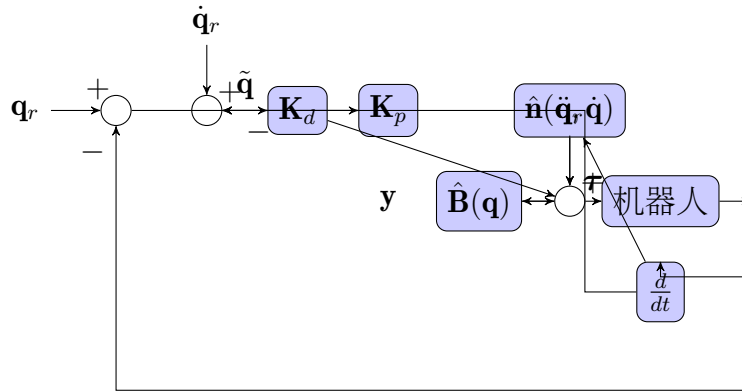 q̇_r
q_r + + q̃ K_d K_p n̂(q̈_r, q̇)
− −
y B̂(q) + τ 机器人
d/dt